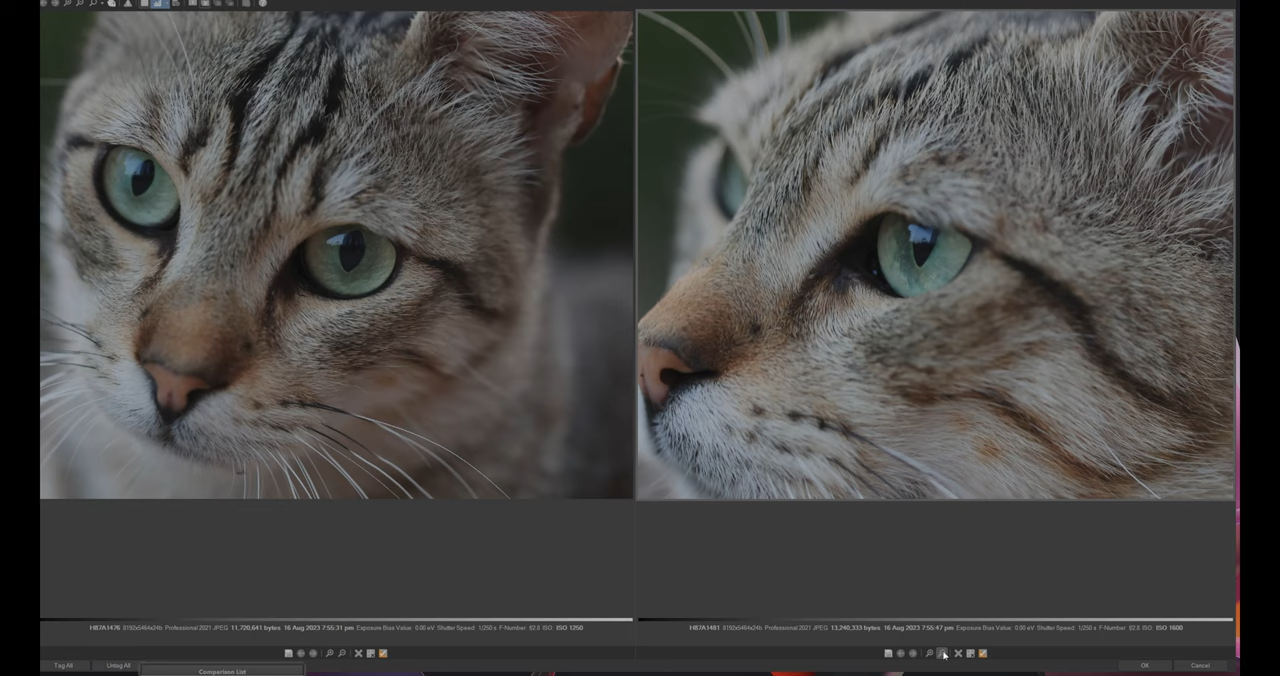 H87A1476 8192x5464x24b Professional 2021 JPEG 11,720,641 bytes 16 Aug 2023 7:55:31 pm Exposure Bias Value: 0.00 eV Shutter Speed: 1/250 s F-Number: f/2.8 ISO: ISO 1250
H87A1481 8192x5464x24b Professional 2021 JPEG 13,240,333 bytes 16 Aug 2023 7:55:47 pm Exposure Bias Value: 0.00 eV Shutter Speed: 1/250 s F-Number: f/2.8 ISO: ISO 1600
Tag All Untag All OK Cancel
Comparison List